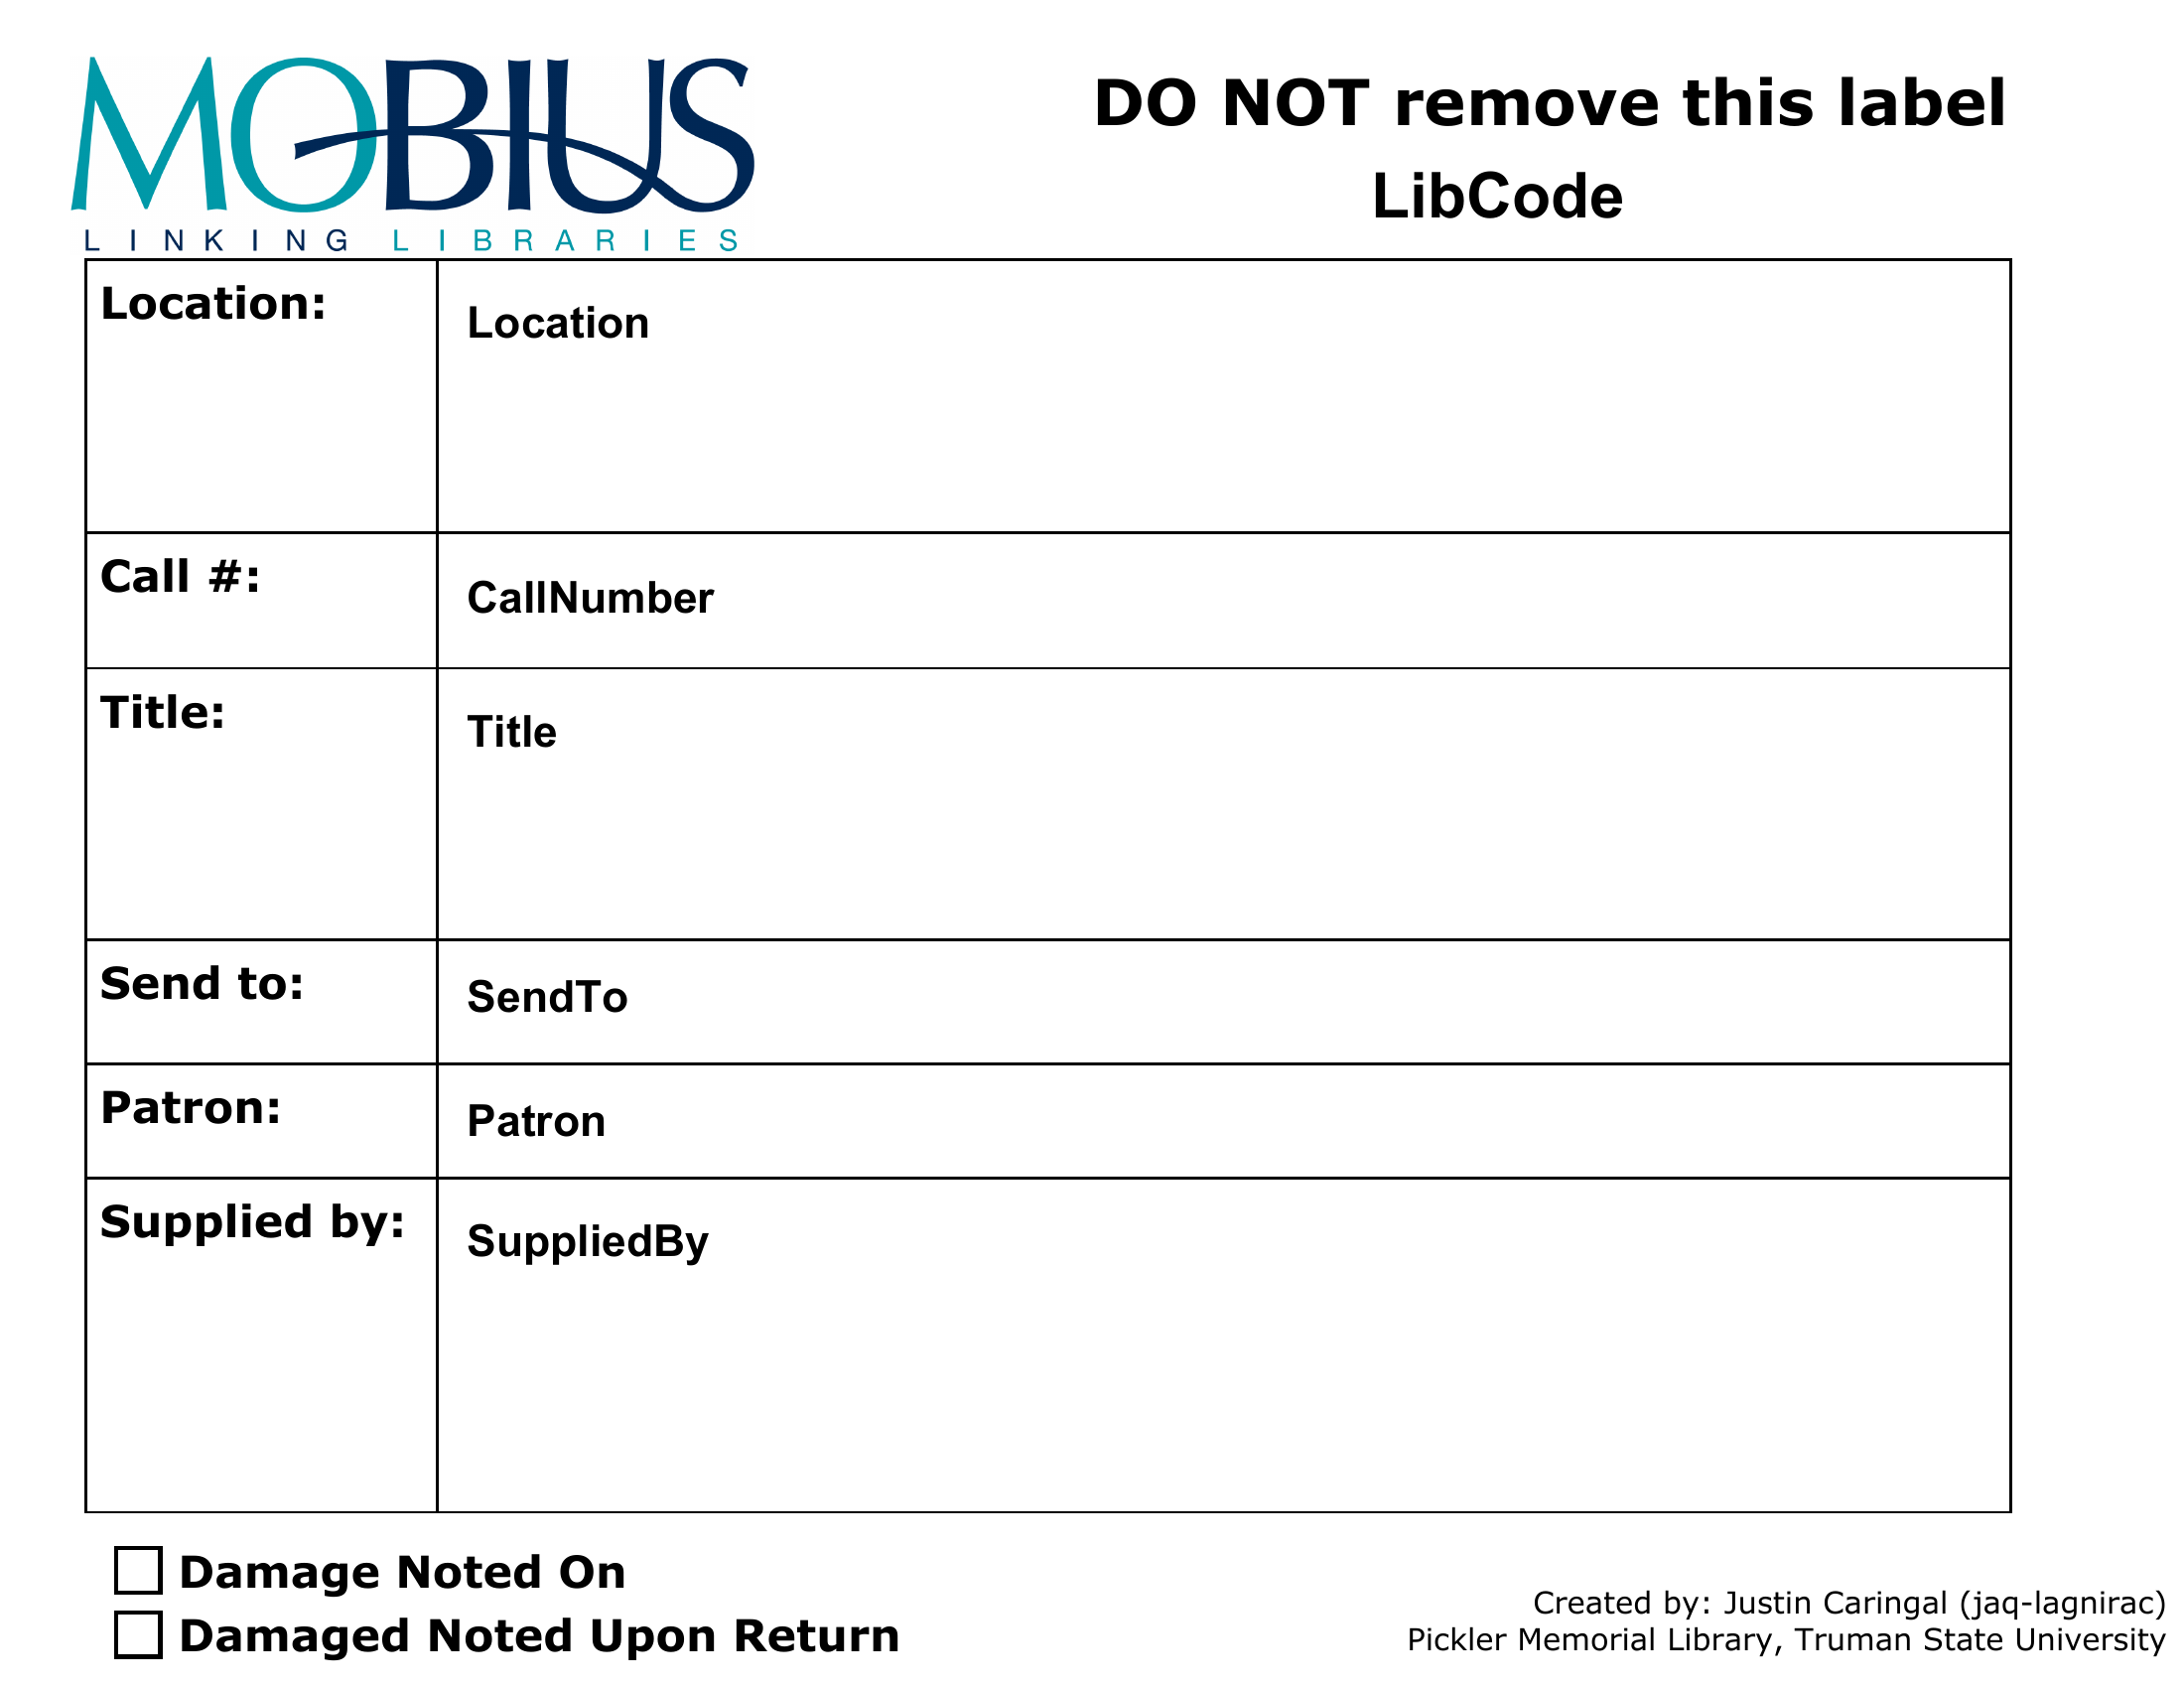 MOBIUS
LINKING LIBRARIES
DO NOT remove this label
LibCode
Location: Location
Call #: CallNumber
Title: Title
Send to: SendTo
Patron: Patron
Supplied by: SuppliedBy
Damage Noted On
Damaged Noted Upon Return
Created by: Justin Caringal (jaq-lagnirac)
Pickler Memorial Library, Truman State University